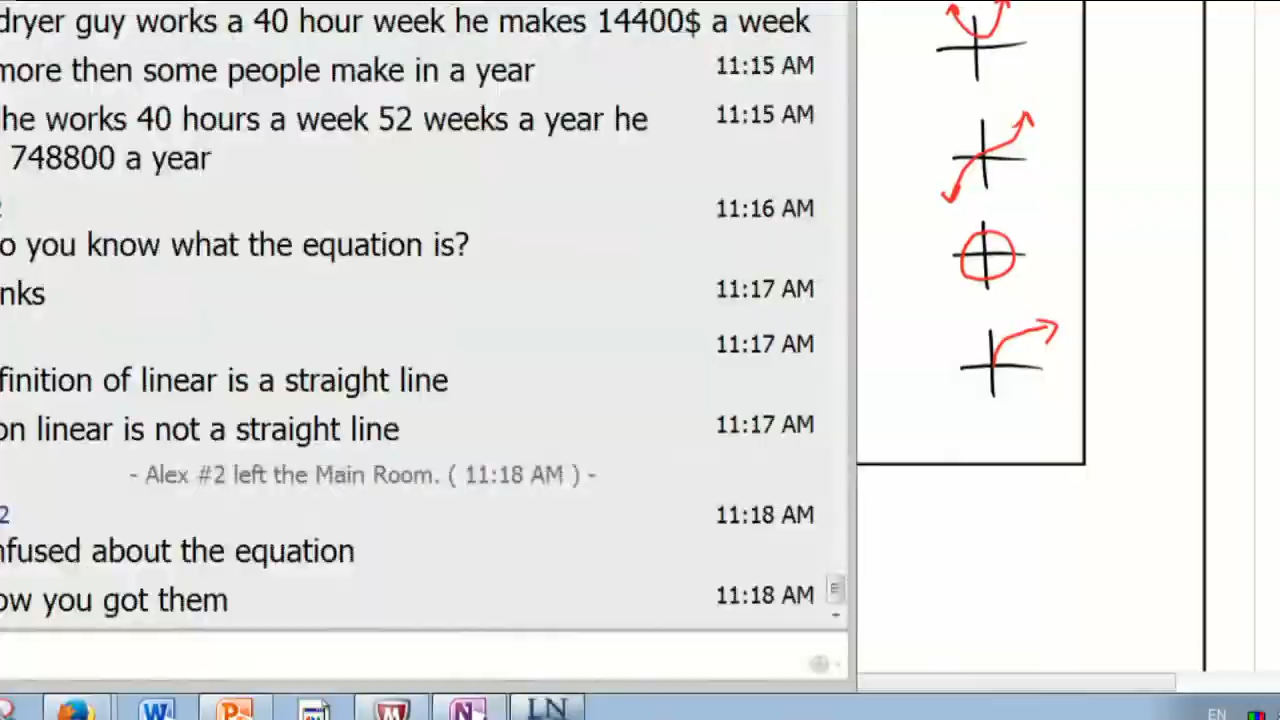 dryer guy works a 40 hour week he makes 14400$ a week
more then some people make in a year 11:15 AM
he works 40 hours a week 52 weeks a year he 11:15 AM
748800 a year
2 11:16 AM
o you know what the equation is?
nks 11:17 AM
11:17 AM
finition of linear is a straight line
on linear is not a straight line 11:17 AM
- Alex #2 left the Main Room. ( 11:18 AM ) -
2 11:18 AM
nfused about the equation
ow you got them 11:18 AM
W P N LN
EN